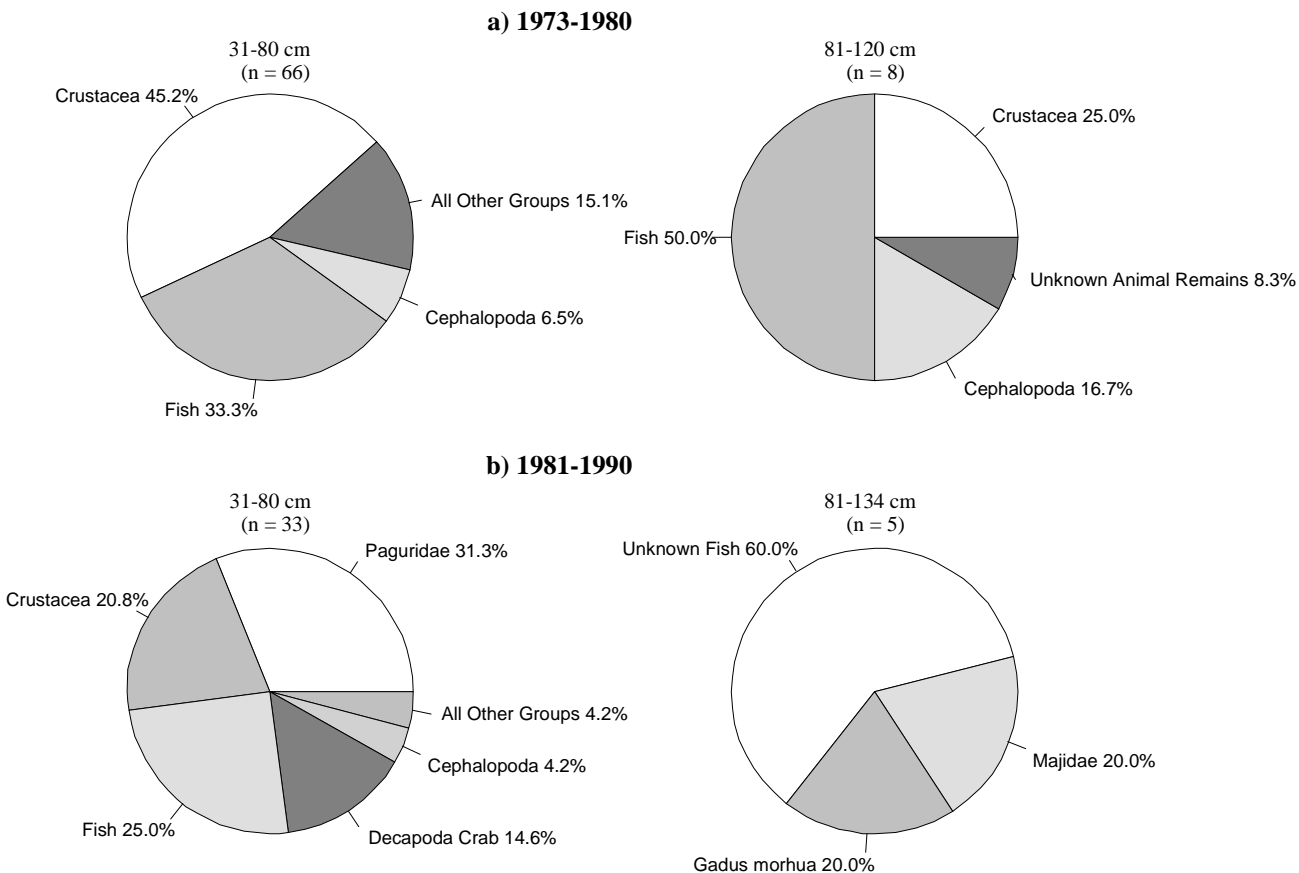 a) 1973-1980
31-80 cm
(n = 66)
Crustacea 45.2%
All Other Groups 15.1%
Cephalopoda 6.5%
Fish 33.3%
81-120 cm
(n = 8)
Crustacea 25.0%
Fish 50.0%
Unknown Animal Remains 8.3%
Cephalopoda 16.7%
b) 1981-1990
31-80 cm
(n = 33)
Paguridae 31.3%
Crustacea 20.8%
All Other Groups 4.2%
Cephalopoda 4.2%
Fish 25.0%
Decapoda Crab 14.6%
81-134 cm
(n = 5)
Unknown Fish 60.0%
Majidae 20.0%
Gadus morhua 20.0%